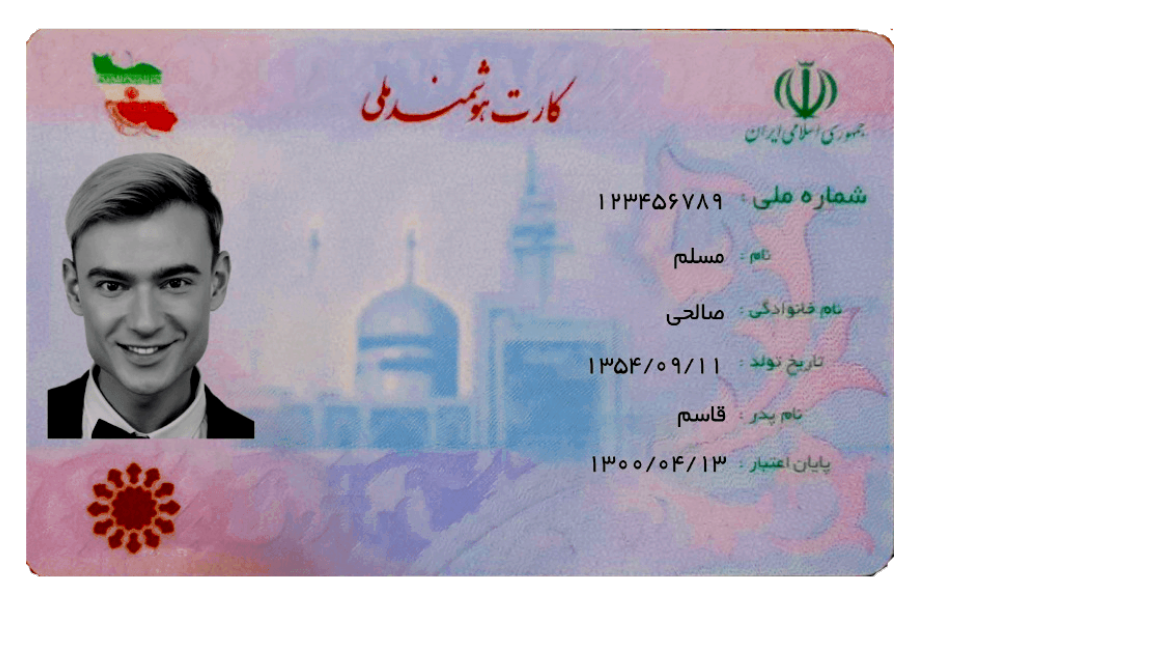 کارت هوشمند ملی
جمهوری اسلامی ایران
شماره ملی : ۱۲۳۴۵۶۷۸۹
نام : مسلم
نام خانوادگی : صالحی
تاریخ تولد : ۱۳۵۴/۰۹/۱۱
نام پدر : قاسم
پایان اعتبار : ۱۳۰۰/۰۴/۱۳